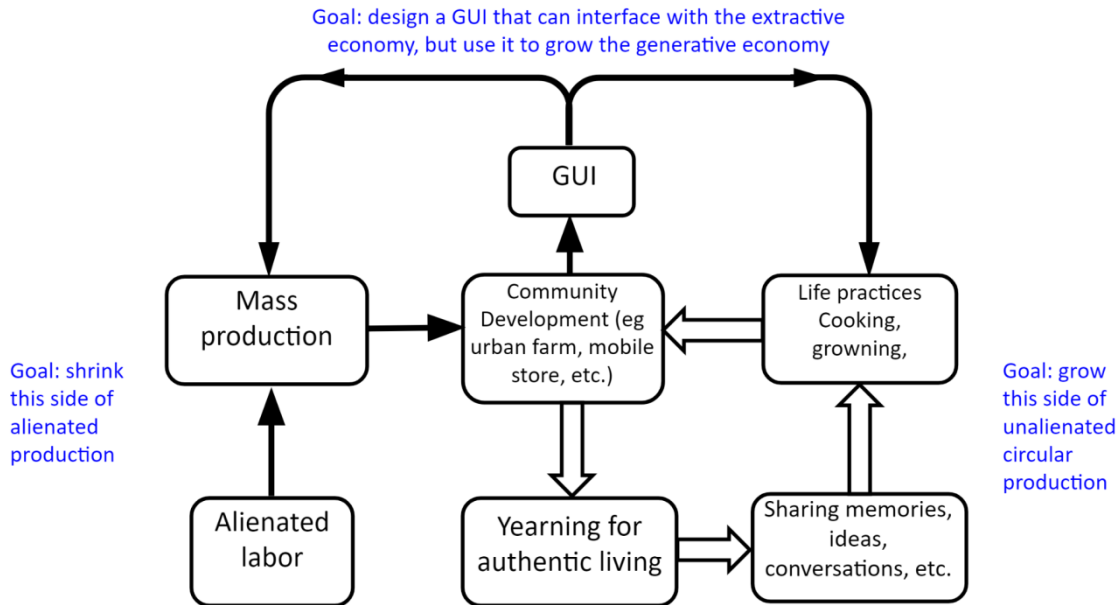 Goal: design a GUI that can interface with the extractive
economy, but use it to grow the generative economy
GUI
Mass
production
Community
Development (eg
urban farm, mobile
store, etc.)
Life practices
Cooking,
growning,
Goal: shrink
this side of
alienated
production
Goal: grow
this side of
unalienated
circular
production
Alienated
labor
Yearning for
authentic living
Sharing memories,
ideas,
conversations, etc.